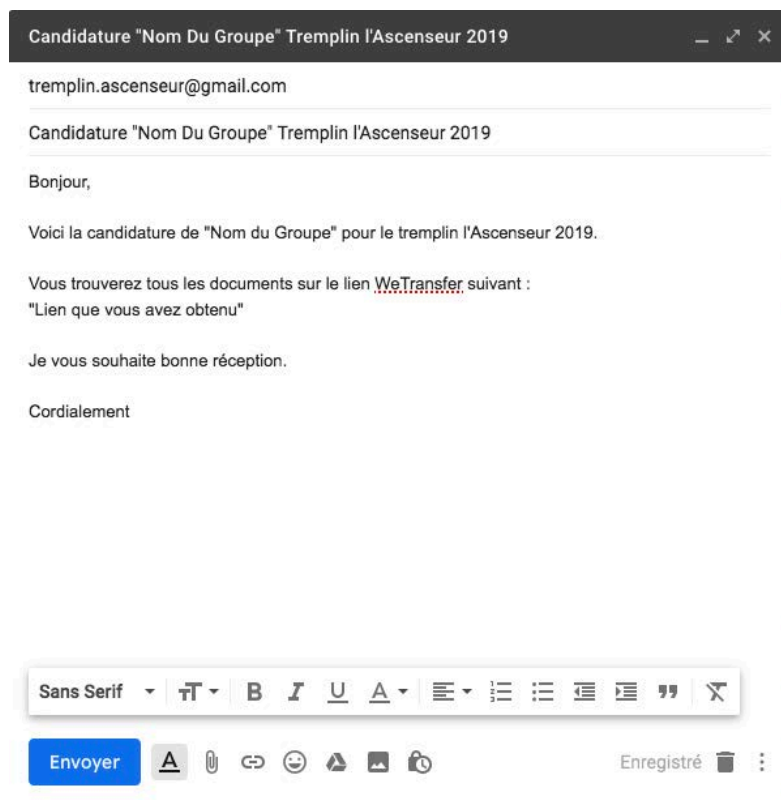 Candidature "Nom Du Groupe" Tremplin l'Ascenseur 2019
tremplin.ascenseur@gmail.com
Candidature "Nom Du Groupe" Tremplin l'Ascenseur 2019
Bonjour,
Voici la candidature de "Nom du Groupe" pour le tremplin l'Ascenseur 2019.
Vous trouverez tous les documents sur le lien WeTransfer suivant :
"Lien que vous avez obtenu"
Je vous souhaite bonne réception.
Cordialement
Sans Serif
Envoyer
Enregistré